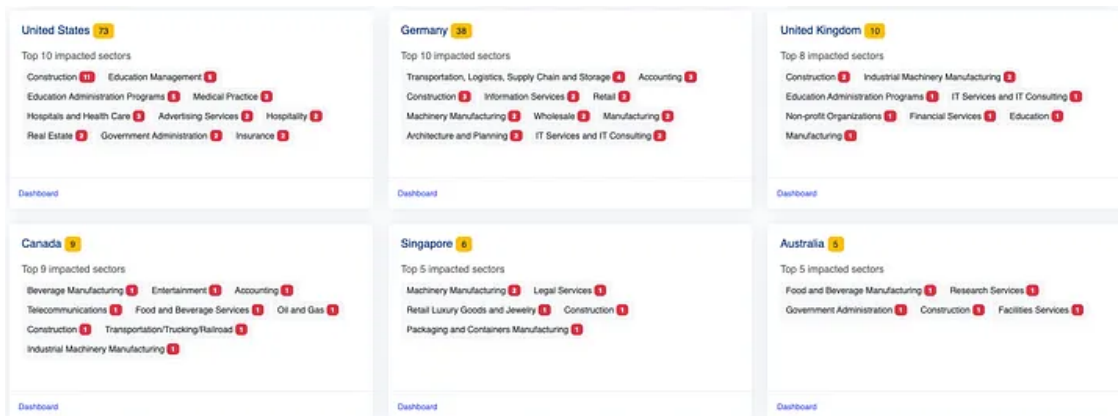 United States 73
Top 10 impacted sectors
Construction 11 Education Management 5
Education Administration Programs 5 Medical Practice 3
Hospitals and Health Care 3 Advertising Services 2 Hospitality 2
Real Estate 2 Government Administration 2 Insurance 2
Dashboard
Germany 38
Top 10 impacted sectors
Transportation, Logistics, Supply Chain and Storage 4 Accounting 3
Construction 3 Information Services 2 Retail 2
Machinery Manufacturing 2 Wholesale 2 Manufacturing 2
Architecture and Planning 2 IT Services and IT Consulting 2
Dashboard
United Kingdom 10
Top 8 impacted sectors
Construction 2 Industrial Machinery Manufacturing 2
Education Administration Programs 1 IT Services and IT Consulting 1
Non-profit Organizations 1 Financial Services 1 Education 1
Manufacturing 1
Dashboard
Canada 9
Top 9 impacted sectors
Beverage Manufacturing 1 Entertainment 1 Accounting 1
Telecommunications 1 Food and Beverage Services 1 Oil and Gas 1
Construction 1 Transportation/Trucking/Railroad 1
Industrial Machinery Manufacturing 1
Dashboard
Singapore 6
Top 5 impacted sectors
Machinery Manufacturing 2 Legal Services 1
Retail Luxury Goods and Jewelry 1 Construction 1
Packaging and Containers Manufacturing 1
Dashboard
Australia 5
Top 5 impacted sectors
Food and Beverage Manufacturing 1 Research Services 1
Government Administration 1 Construction 1 Facilities Services 1
Dashboard